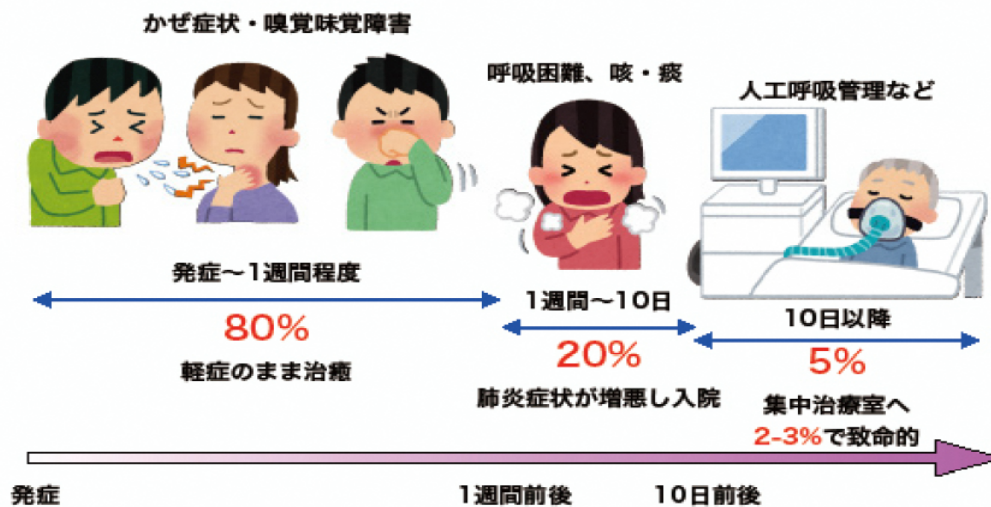 かぜ症状・嗅覚味覚障害
呼吸困難、咳・痰
人工呼吸管理など
発症〜1週間程度
80%
軽症のまま治癒
1週間〜10日
20%
肺炎症状が増悪し入院
10日以降
5%
集中治療室へ
2-3%で致命的
発症
1週間前後
10日前後